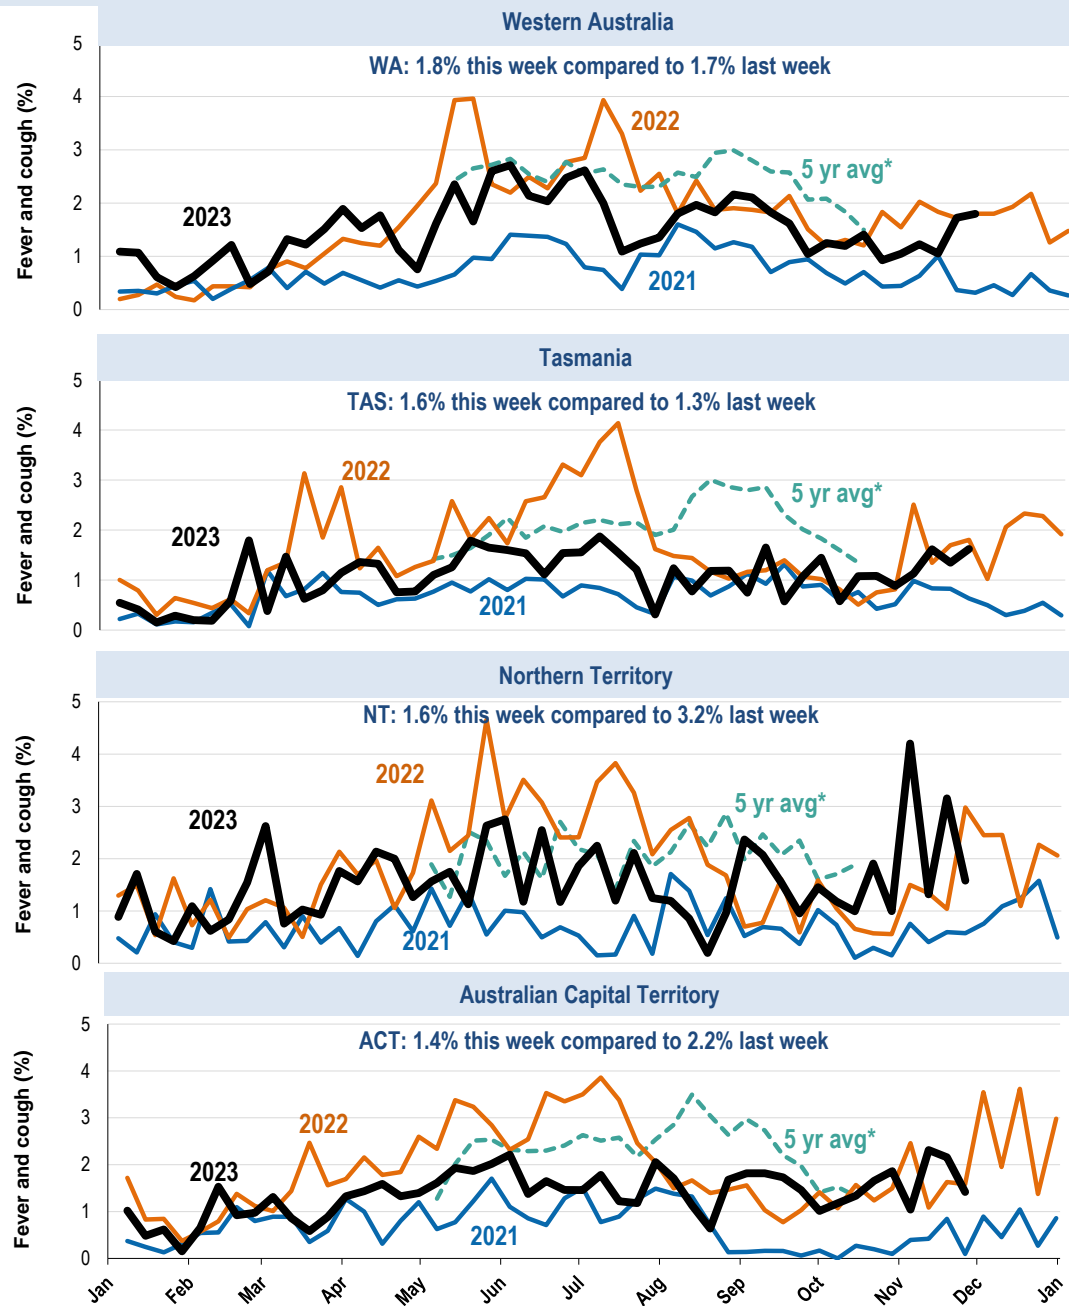 Western Australia
WA: 1.8% this week compared to 1.7% last week
Fever and cough (%)
5
4
3
2
1
0
2022
5 yr avg*
2023
2021
Tasmania
TAS: 1.6% this week compared to 1.3% last week
Fever and cough (%)
5
4
3
2
1
0
2022
5 yr avg*
2023
2021
Northern Territory
NT: 1.6% this week compared to 3.2% last week
Fever and cough (%)
5
4
3
2
1
0
2022
5 yr avg*
2023
2021
Australian Capital Territory
ACT: 1.4% this week compared to 2.2% last week
Fever and cough (%)
5
4
3
2
1
0
2022
5 yr avg*
2023
2021
Jan Feb Mar Apr May Jun Jul Aug Sep Oct Nov Dec Jan